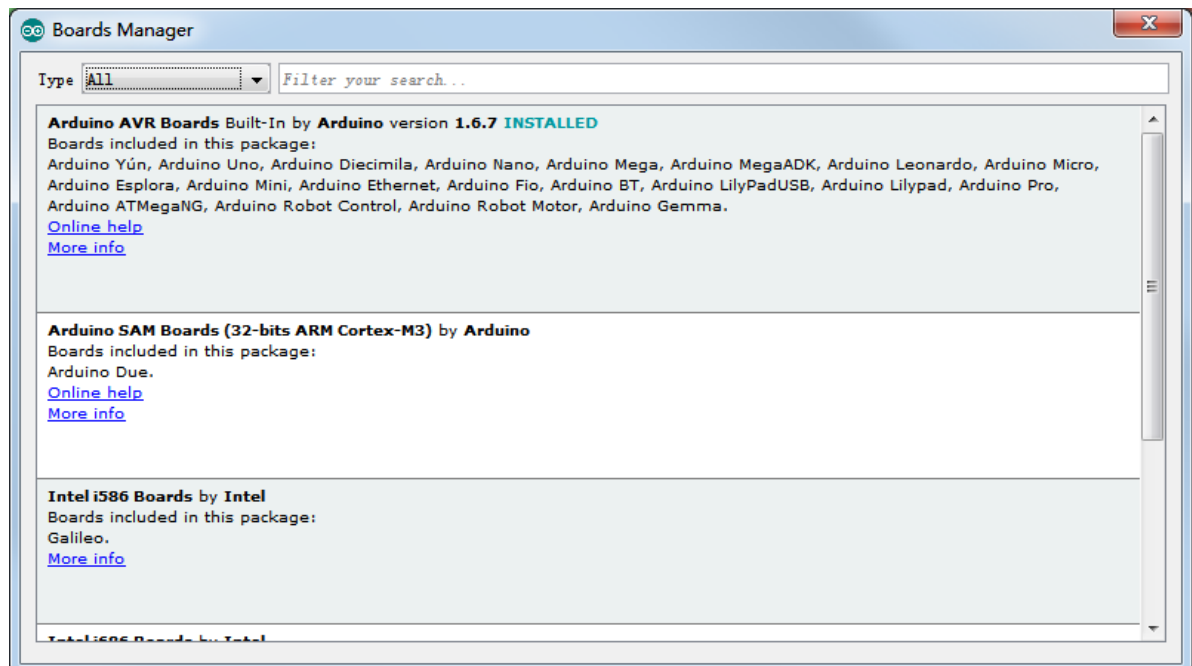 Boards Manager
Type All Filter your search...
Arduino AVR Boards Built-In by Arduino version 1.6.7 INSTALLED
Boards included in this package:
Arduino Yún, Arduino Uno, Arduino Diecimila, Arduino Nano, Arduino Mega, Arduino MegaADK, Arduino Leonardo, Arduino Micro,
Arduino Esplora, Arduino Mini, Arduino Ethernet, Arduino Fio, Arduino BT, Arduino LilyPadUSB, Arduino Lilypad, Arduino Pro,
Arduino ATMegaNG, Arduino Robot Control, Arduino Robot Motor, Arduino Gemma.
Online help
More info
Arduino SAM Boards (32-bits ARM Cortex-M3) by Arduino
Boards included in this package:
Arduino Due.
Online help
More info
Intel i586 Boards by Intel
Boards included in this package:
Galileo.
More info
Intel i686 Boards by Intel